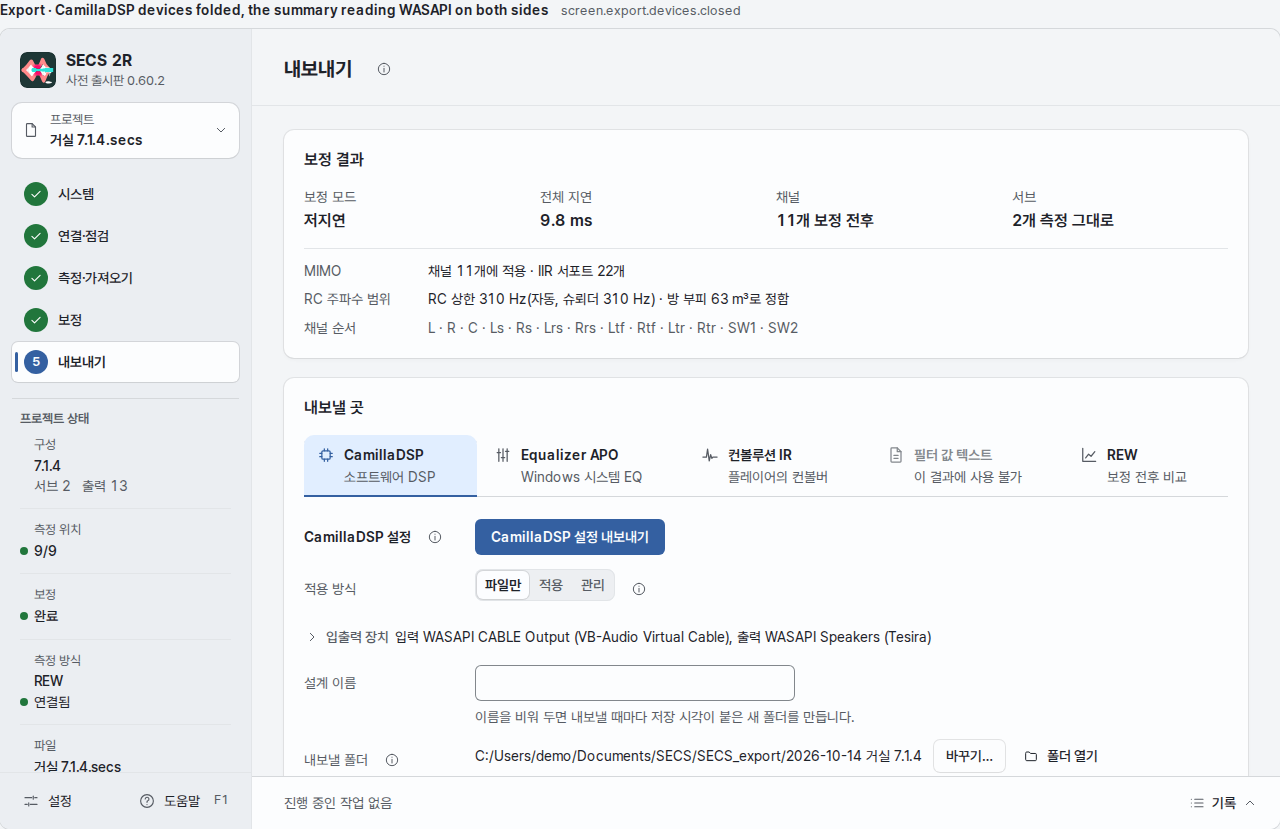 Export · CamillaDSP devices folded, the summary reading WASAPI on both sides screen.export.devices.closed
SECS 2R
사전 출시판 0.60.2
프로젝트
거실 7.1.4.secs
시스템
연결·점검
측정·가져오기
보정
5 내보내기
프로젝트 상태
구성
7.1.4
서브 2 출력 13
측정 위치
9/9
보정
완료
측정 방식
REW
연결됨
파일
거실 7.1.4.secs
설정 도움말 F1
내보내기
보정 결과
보정 모드 전체 지연 채널 서브
저지연 9.8 ms 11개 보정 전후 2개 측정 그대로
MIMO 채널 11개에 적용 · IIR 서포트 22개
RC 주파수 범위 RC 상한 310 Hz(자동, 슈뢰더 310 Hz) · 방 부피 63 m³로 정합
채널 순서 L · R · C · Ls · Rs · Lrs · Rrs · Ltf · Rtf · Ltr · Rtr · SW1 · SW2
내보낼 곳
CamillaDSP Equalizer APO 컨볼루션 IR 필터 값 텍스트 REW
소프트웨어 DSP Windows 시스템 EQ 플레이어의 컨볼버 이 결과에 사용 불가 보정 전후 비교
CamillaDSP 설정 CamillaDSP 설정 내보내기
적용 방식 파일만 적용 관리
입출력 장치 입력 WASAPI CABLE Output (VB-Audio Virtual Cable), 출력 WASAPI Speakers (Tesira)
설계 이름
이름을 비워 두면 내보낼 때마다 저장 시각이 붙은 새 폴더를 만듭니다.
내보낼 폴더 C:/Users/demo/Documents/SECS/SECS_export/2026-10-14 거실 7.1.4 바꾸기... 폴더 열기
진행 중인 작업 없음 기록